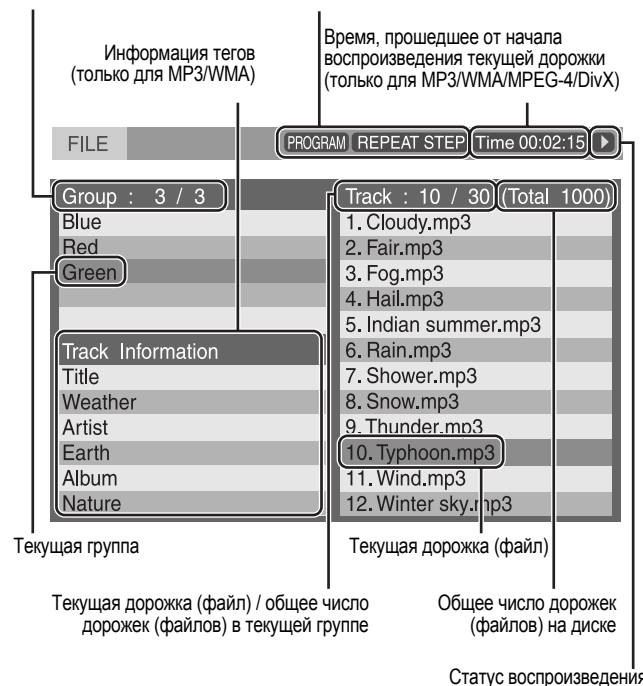 Информация тегов
(только для MP3/WMA)
Время, прошедшее от начала
воспроизведения текущей дорожки
(только для MP3/WMA/MPEG-4/DivX)
FILE
PROGRAM REPEAT STEP Time 00:02:15
Group : 3 / 3
Blue
Red
Green
Track Information
Title
Weather
Artist
Earth
Album
Nature
Track : 10 / 30 (Total 1000)
1. Cloudy.mp3
2. Fair.mp3
3. Fog.mp3
4. Hail.mp3
5. Indian summer.mp3
6. Rain.mp3
7. Shower.mp3
8. Snow.mp3
9. Thunder.mp3
10. Typhoon.mp3
11. Wind.mp3
12. Winter sky.mp3
Текущая группа
Текущая дорожка (файл)
Текущая дорожка (файл) / общее число
дорожек (файлов) в текущей группе
Общее число дорожек
(файлов) на диске
Статус воспроизведения